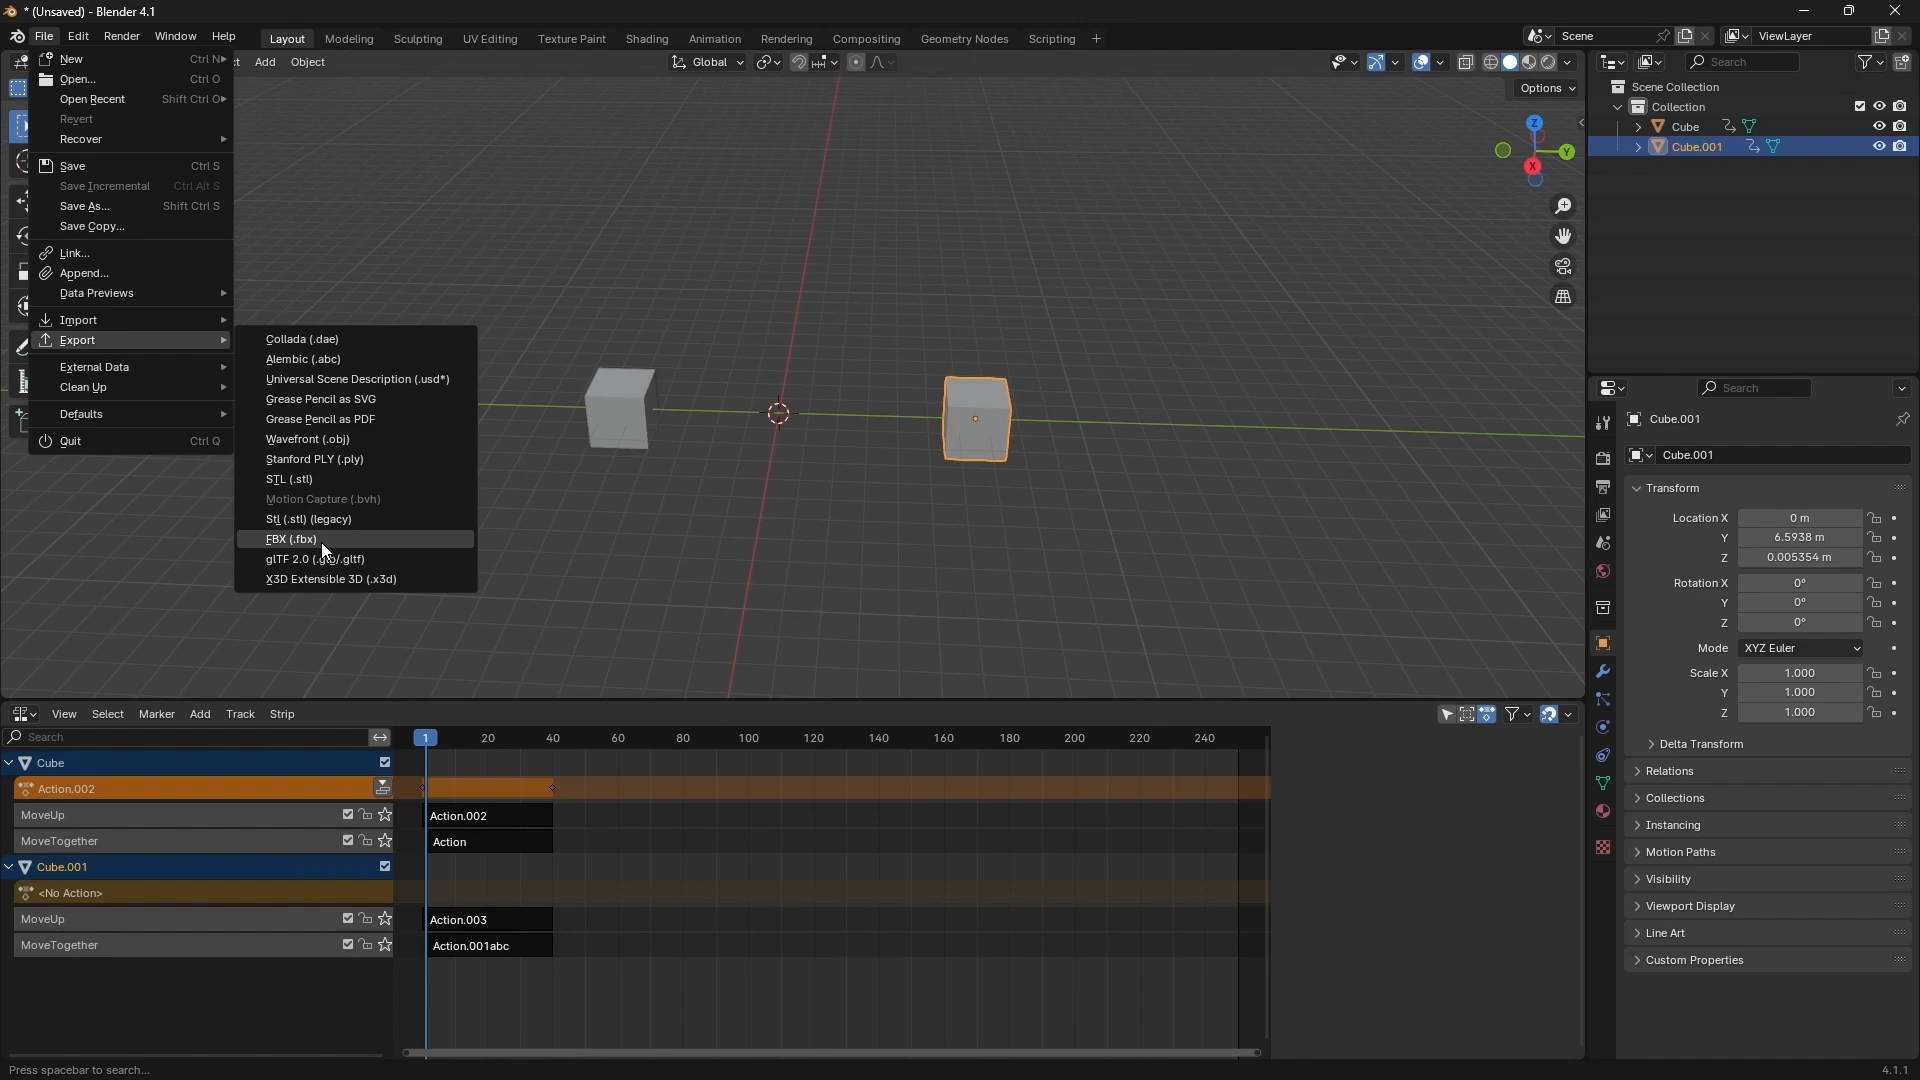 * (Unsaved) - Blender 4.1
File Edit Render Window Help Layout Modeling Sculpting UV Editing Texture Paint Shading Animation Rendering Compositing Geometry Nodes Scripting + Scene ViewLayer
Add Object Global Search
Options
New Ctrl N
Open... Ctrl O
Open Recent Shift Ctrl O
Revert
Recover
Save Ctrl S
Save Incremental Ctrl Alt S
Save As... Shift Ctrl S
Save Copy...
Link...
Append...
Data Previews
Import
Export
External Data
Clean Up
Defaults
Quit Ctrl Q
Collada (.dae)
Alembic (.abc)
Universal Scene Description (.usd*)
Grease Pencil as SVG
Grease Pencil as PDF
Wavefront (.obj)
Stanford PLY (.ply)
STL (.stl)
Motion Capture (.bvh)
Stl (.stl) (legacy)
FBX (.fbx)
glTF 2.0 (.glb/.gltf)
X3D Extensible 3D (.x3d)
Z
Y
X
Scene Collection
Collection
Cube
Cube.001
Search
Cube.001
Cube.001
Transform
Location X 0 m
Y 6.5938 m
Z 0.005354 m
Rotation X 0°
Y 0°
Z 0°
Mode XYZ Euler
Scale X 1.000
Y 1.000
Z 1.000
Delta Transform
Relations
Collections
Instancing
Motion Paths
Visibility
Viewport Display
Line Art
Custom Properties
View Select Marker Add Track Strip
Search 1 20 40 60 80 100 120 140 160 180 200 220 240
Cube
Action.002
MoveUp Action.002
MoveTogether Action
Cube.001
<No Action>
MoveUp Action.003
MoveTogether Action.001abc
Press spacebar to search... 4.1.1